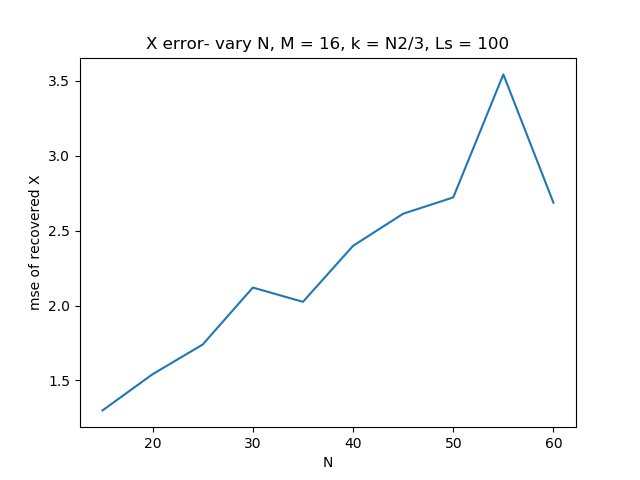 X error- vary N, M = 16, k = N2/3, Ls = 100
mse of recovered X
3.5
3.0
2.5
2.0
1.5
20 30 40 50 60
N